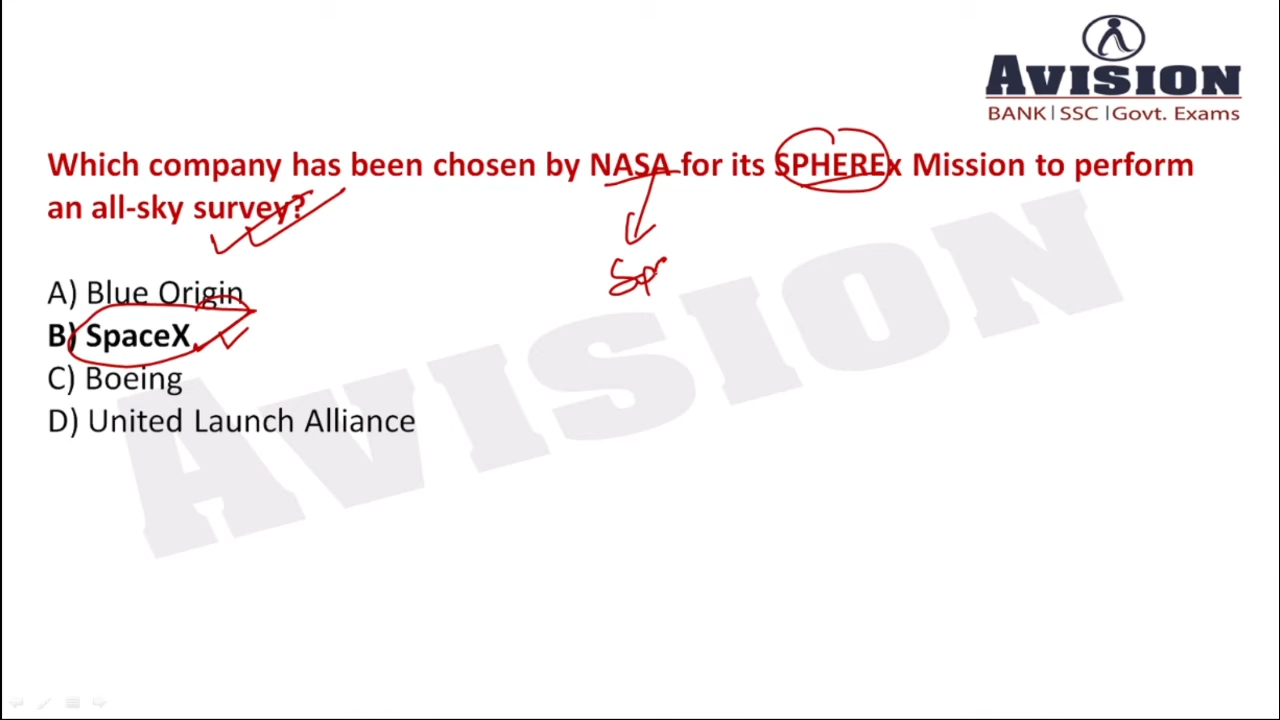 AVISION
BANK | SSC | Govt. Exams
Which company has been chosen by NASA for its SPHEREx Mission to perform
an all-sky survey?
A) Blue Origin
B) SpaceX
C) Boeing
D) United Launch Alliance
AVISION